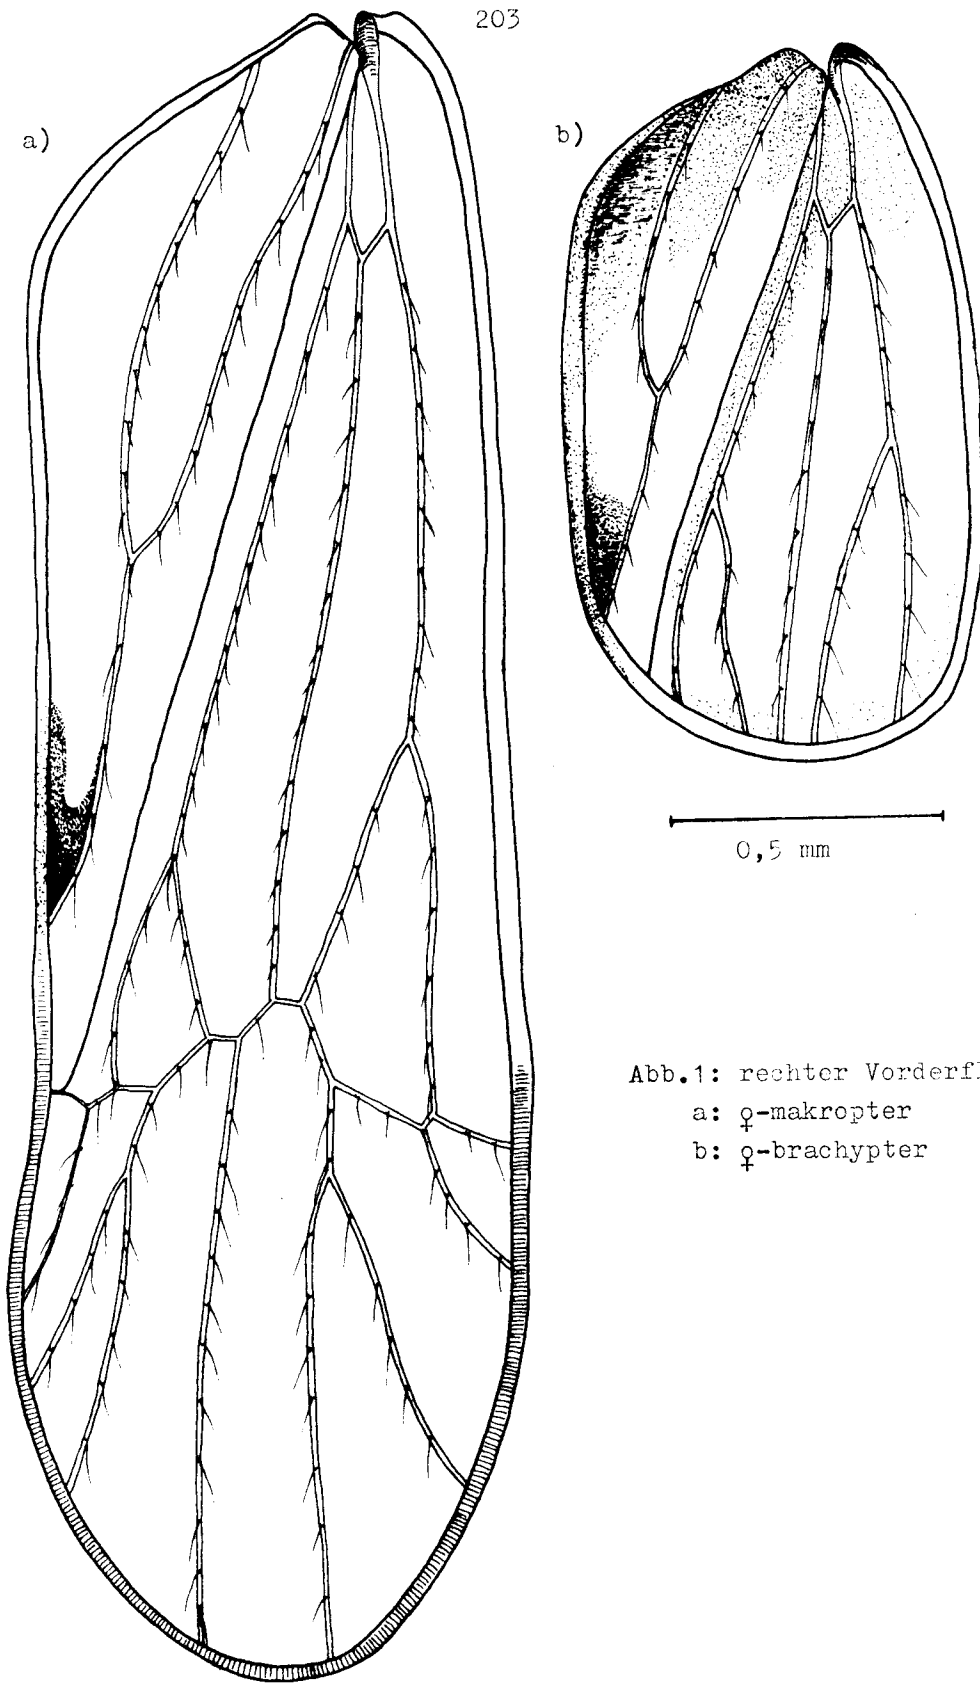 203
a)
b)
0,5 mm
Abb.1: rechter Vorderfl
a: ♀-makropter
b: ♀-brachypter